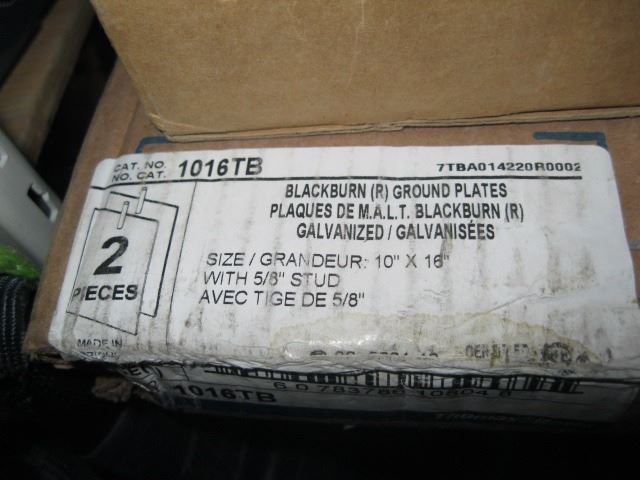 CAT. NO.
NO. CAT. 1016TB
7TBA014220R0002
BLACKBURN (R) GROUND PLATES
PLAQUES DE M.A.L.T. BLACKBURN (R)
GALVANIZED / GALVANISÉES
2
PIECES
SIZE / GRANDEUR: 10" X 16"
WITH 5/8" STUD
AVEC TIGE DE 5/8"
MADE IN
1016TB